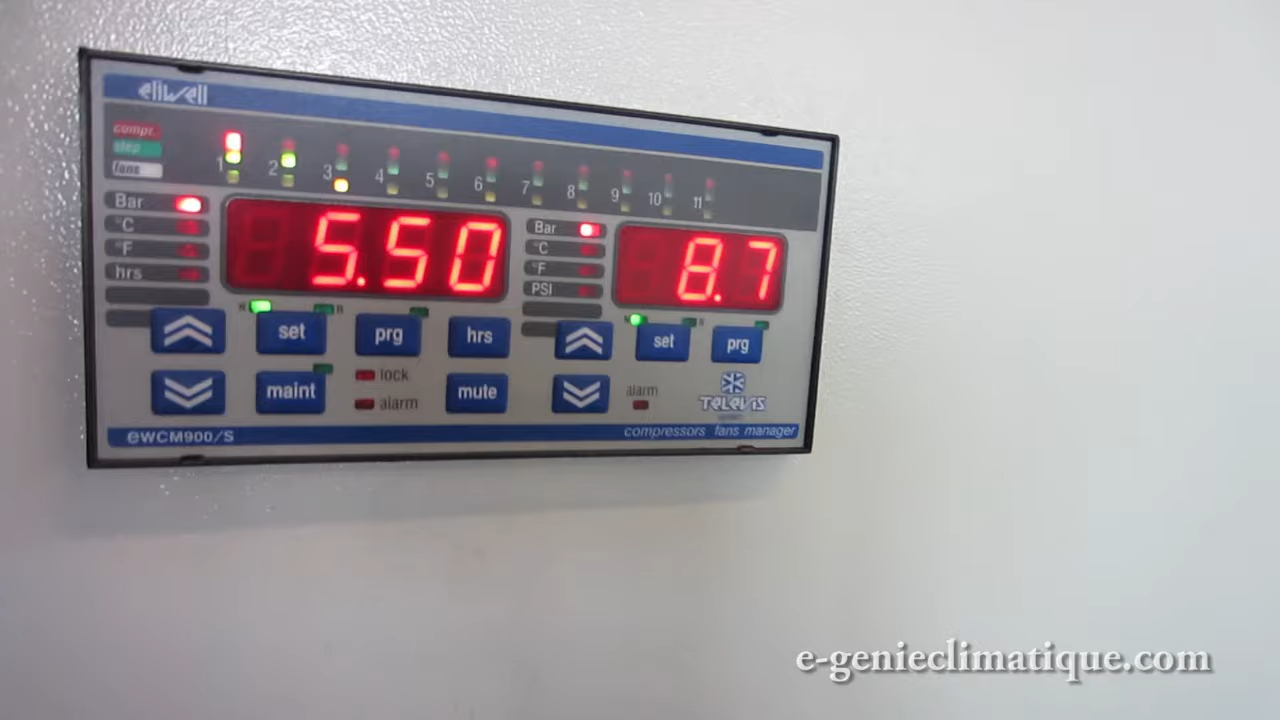 eliwell
compr.
step
fans
1 2 3 4 5 6 7 8 9 10 11
Bar
°C
°F
hrs
5.50
Bar
°C
°F
PSI
8.7
N R
set prg hrs
N R
set prg
maint lock
alarm
mute
alarm
TELEVIS
EWCM900/S
compressors fans manager
e-genieclimatique.com